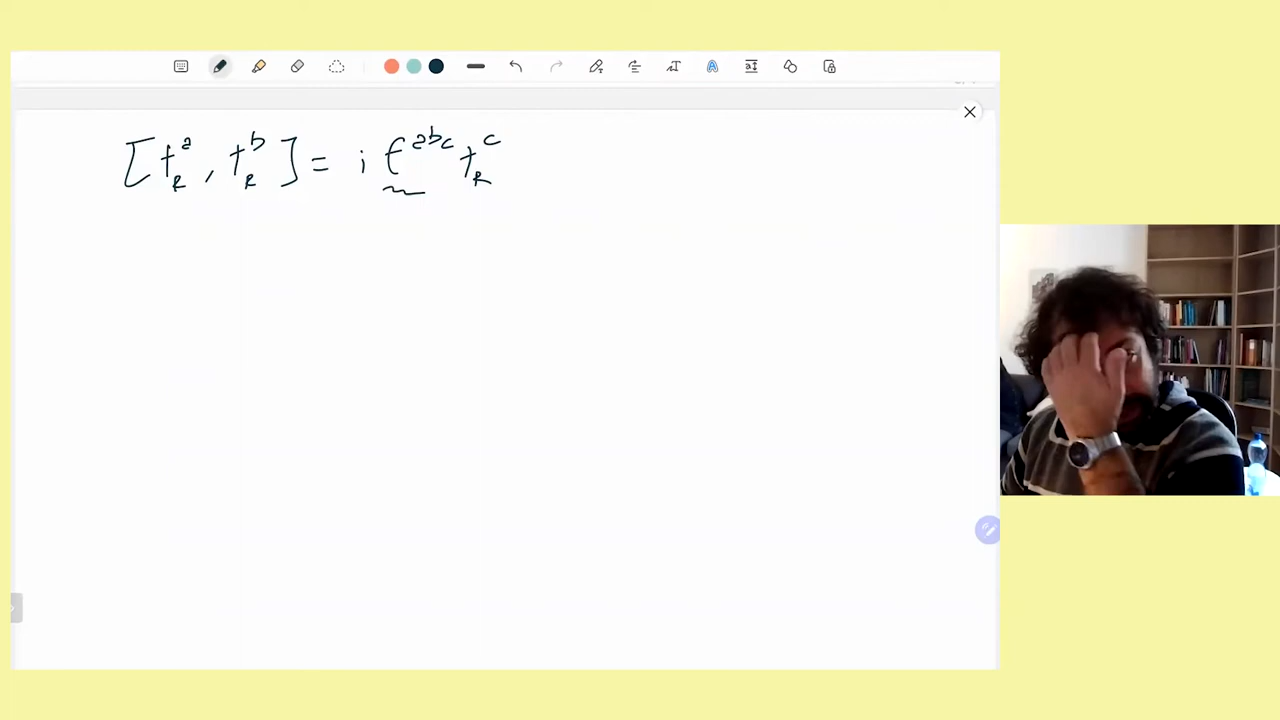 [t_R^a, t_R^b] = i f^{abc} t_R^c